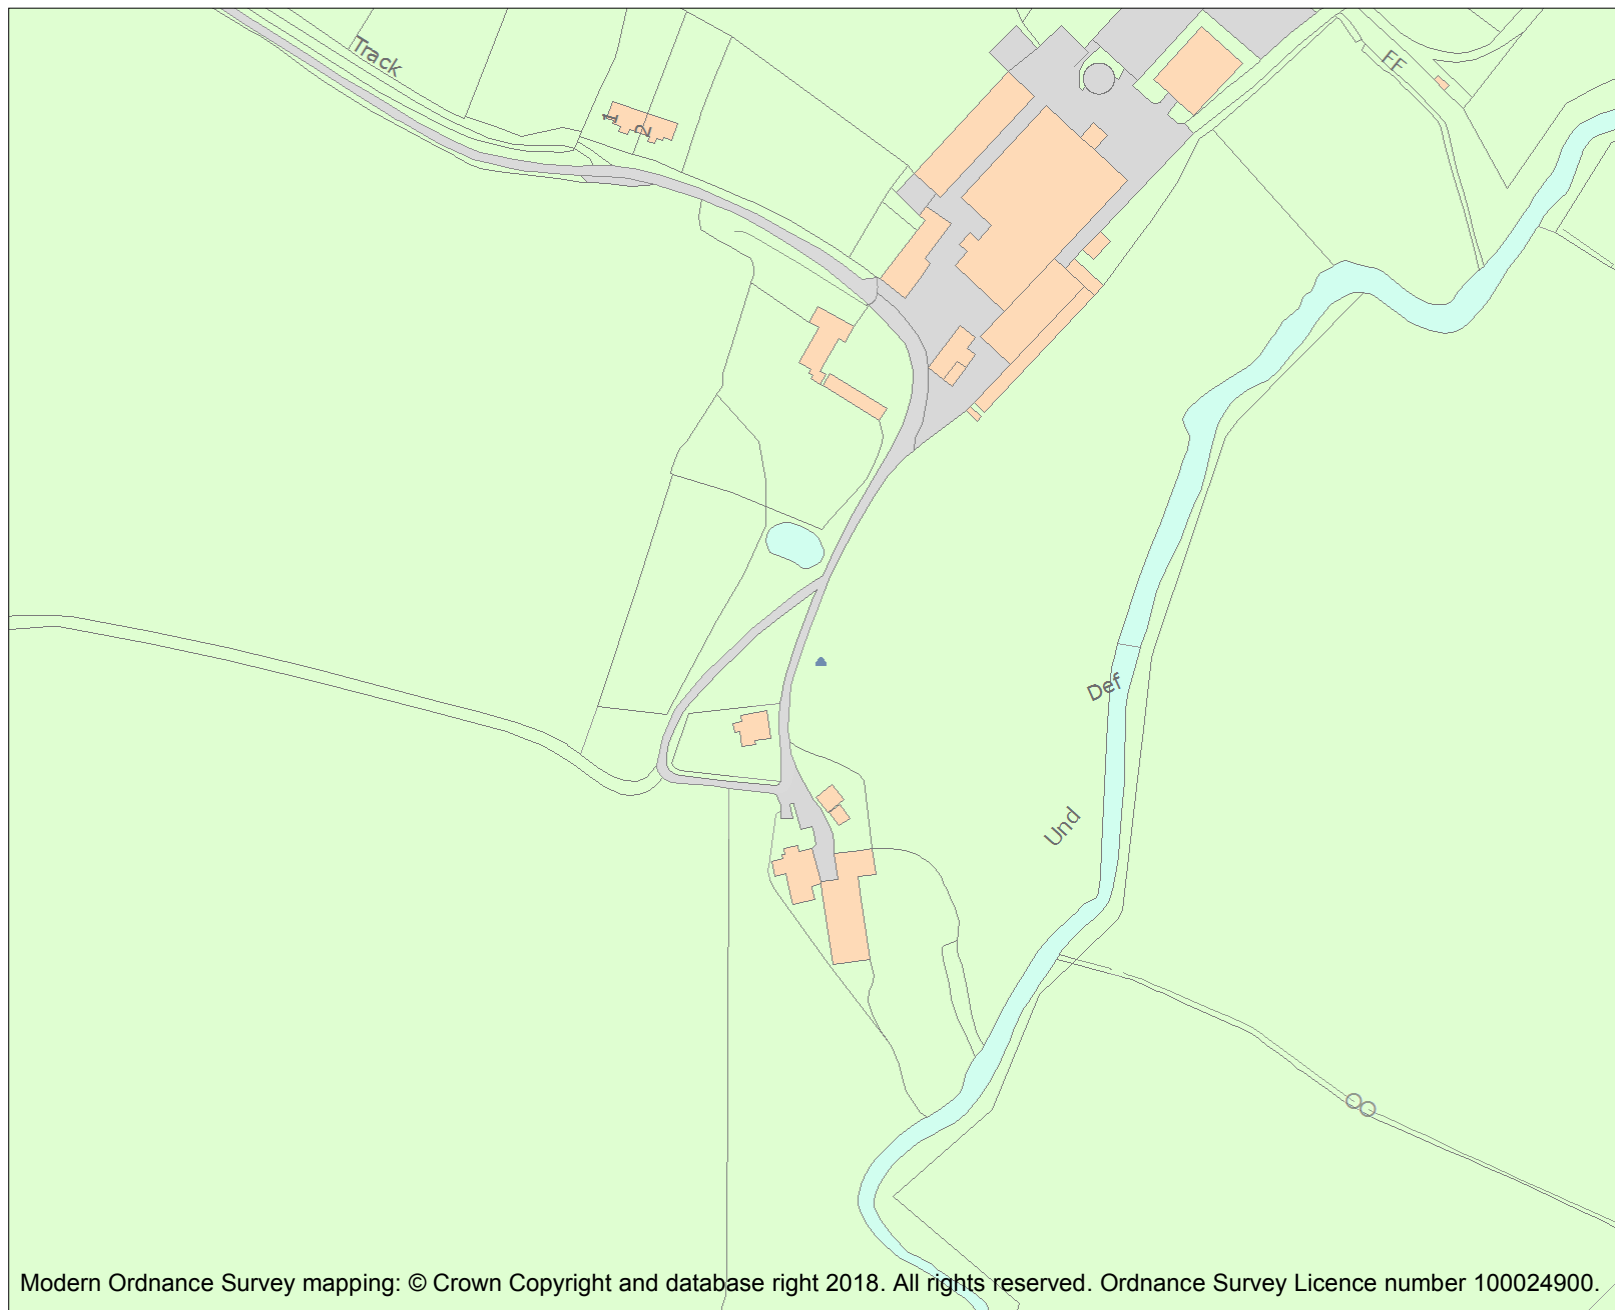 Track
FF
1
2
Def
Und
Modern Ordnance Survey mapping: © Crown Copyright and database right 2018. All rights reserved. Ordnance Survey Licence number 100024900.